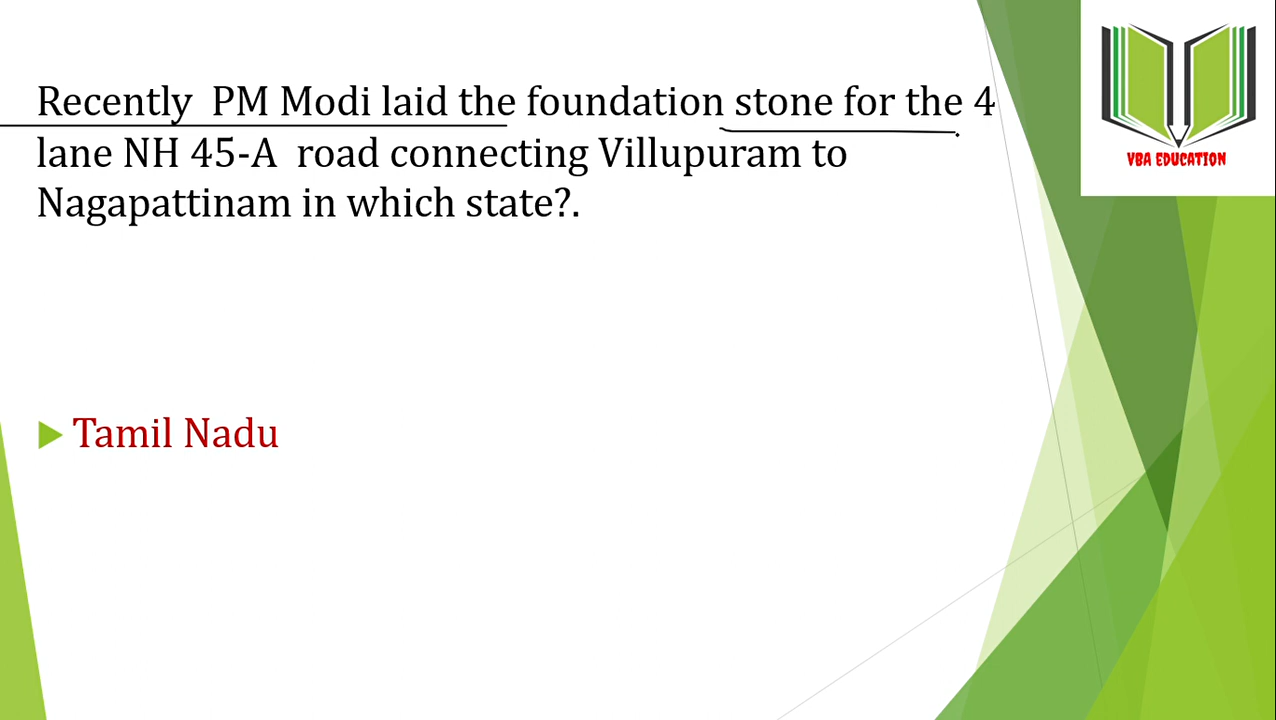 Recently PM Modi laid the foundation stone for the 4
lane NH 45-A road connecting Villupuram to
Nagapattinam in which state?.
Tamil Nadu
VBA EDUCATION